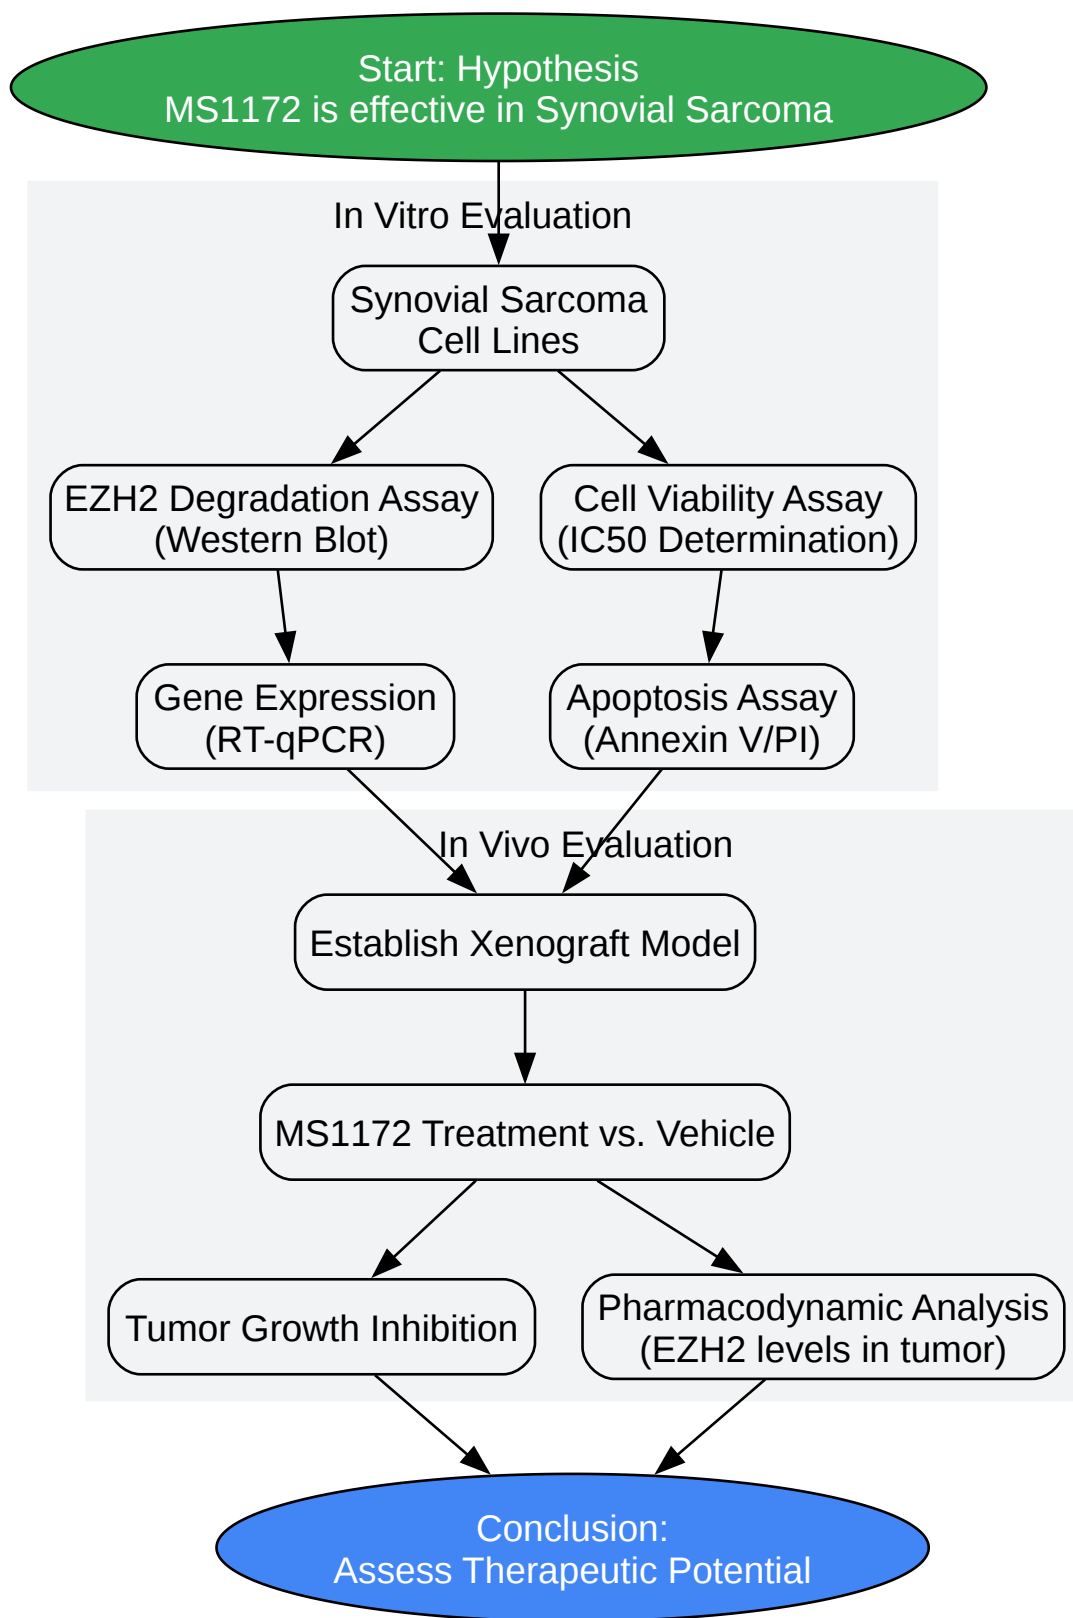 Start: Hypothesis
MS1172 is effective in Synovial Sarcoma
In Vitro Evaluation
Synovial Sarcoma
Cell Lines
EZH2 Degradation Assay
(Western Blot)
Cell Viability Assay
(IC50 Determination)
Gene Expression
(RT-qPCR)
Apoptosis Assay
(Annexin V/PI)
In Vivo Evaluation
Establish Xenograft Model
MS1172 Treatment vs. Vehicle
Tumor Growth Inhibition
Pharmacodynamic Analysis
(EZH2 levels in tumor)
Conclusion:
Assess Therapeutic Potential